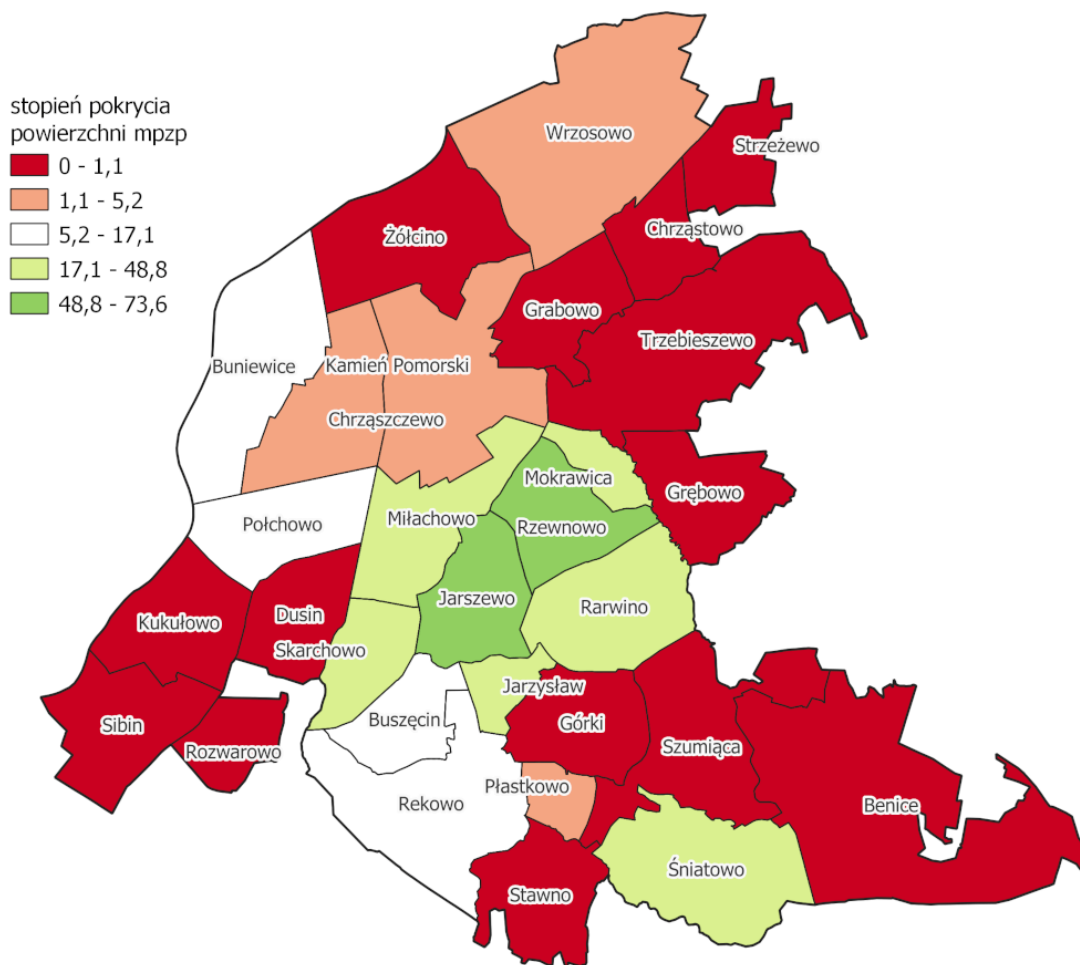 stopień pokrycia
powierzchni mpzp
0 - 1,1
1,1 - 5,2
5,2 - 17,1
17,1 - 48,8
48,8 - 73,6
Wrzosowo
Strzeżewo
Chrząstowo
Żółcino
Grabowo
Trzebieszewo
Buniewice
Kamień Pomorski
Chrząszczewo
Mokrawica
Grębowo
Połchowo
Miłachowo
Rzewnowo
Jarszewo
Rarwino
Dusin
Kukułowo
Skarchowo
Jarzysław
Buszęcin
Górki
Sibin
Rozwarowo
Szumiąca
Płastkowo
Rekowo
Benice
Śniatowo
Stawno